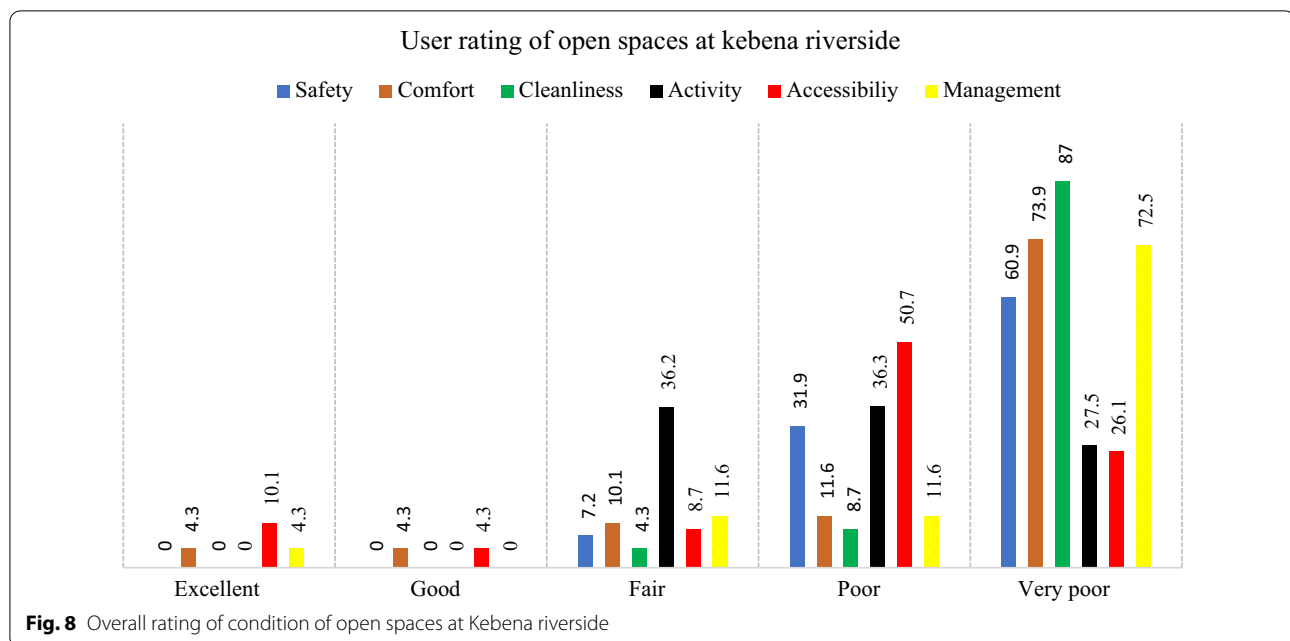 User rating of open spaces at kebena riverside
Safety Comfort Cleanliness Activity Accessibiliy Management
0 4.3 0 0 10.1 4.3
0 4.3 0 0 4.3 0
7.2 10.1 4.3 36.2 8.7 11.6
31.9 11.6 8.7 36.3 50.7 11.6
60.9 73.9 87 27.5 26.1 72.5
Excellent Good Fair Poor Very poor
Fig. 8 Overall rating of condition of open spaces at Kebena riverside